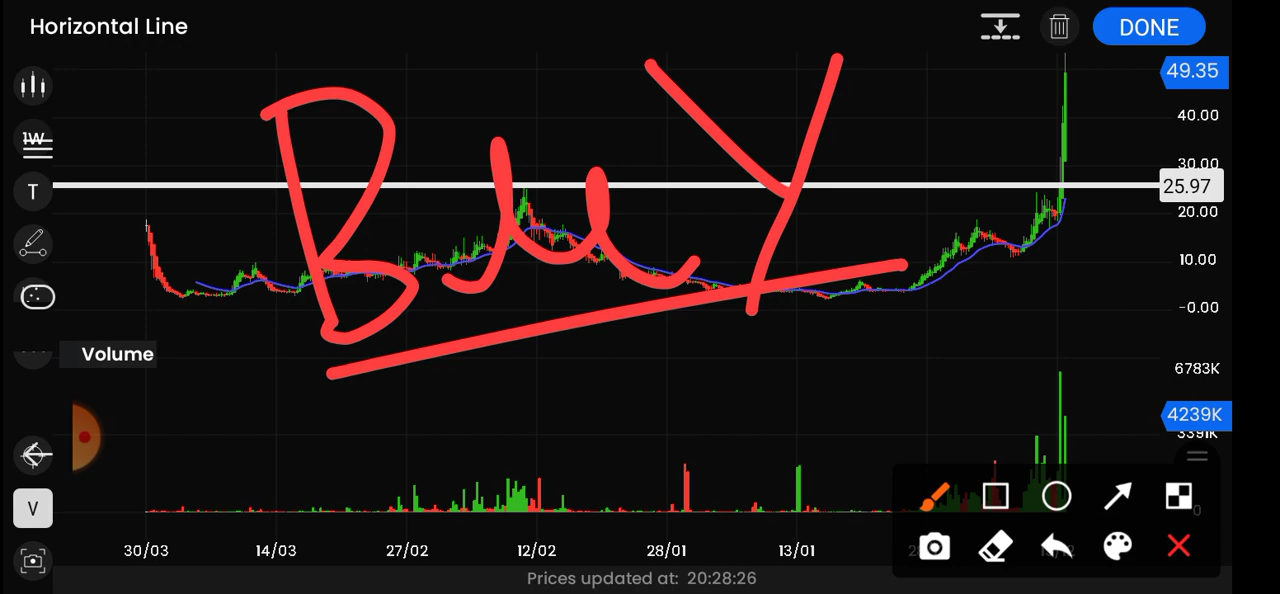 Horizontal Line
DONE
49.35
40.00
1W
30.00
T
25.97
20.00
BuY
10.00
-0.00
Volume
6783K
4239K
V
0
30/03
14/03
27/02
12/02
28/01
13/01
Prices updated at: 20:28:26